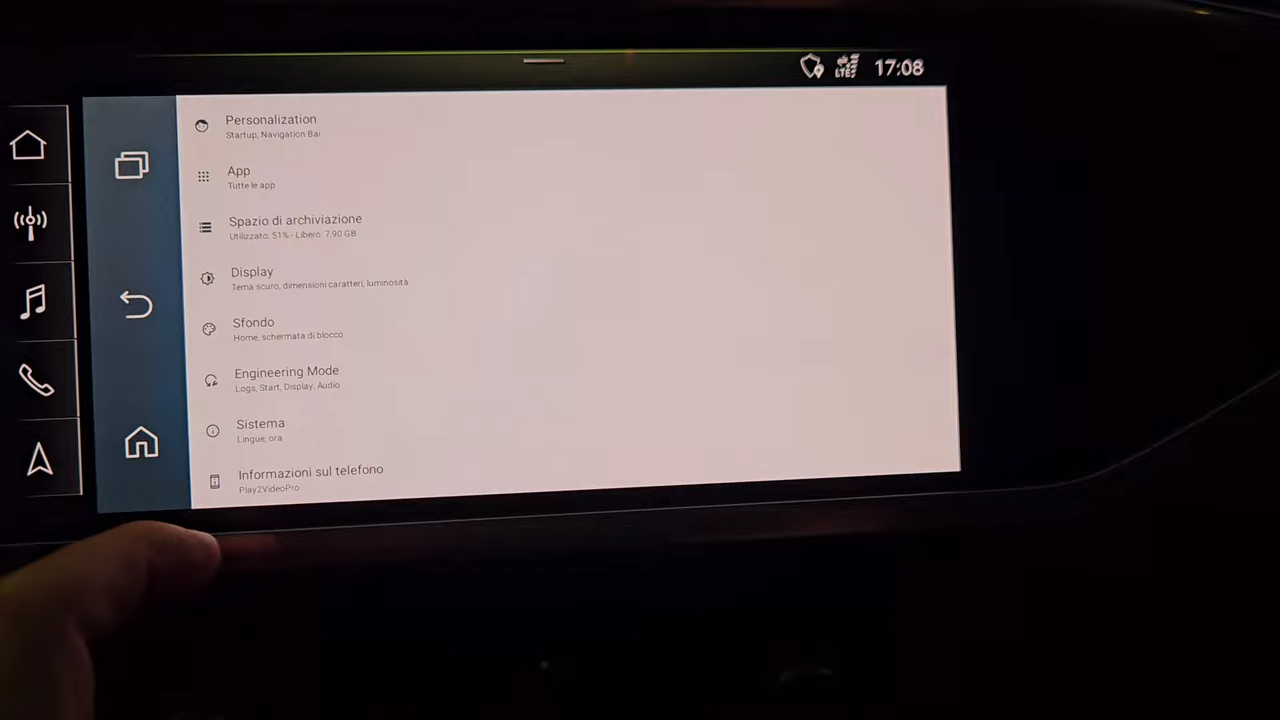 LTE
17:08
Personalization
Startup, Navigation Bar
App
Tutte le app
Spazio di archiviazione
Utilizzato: 51% - Libero: 7,90 GB
Display
Tema scuro, dimensioni caratteri, luminosità
Sfondo
Home, schermata di blocco
Engineering Mode
Logs, Start, Display, Audio
Sistema
Lingue, ora
Informazioni sul telefono
Play2VideoPro